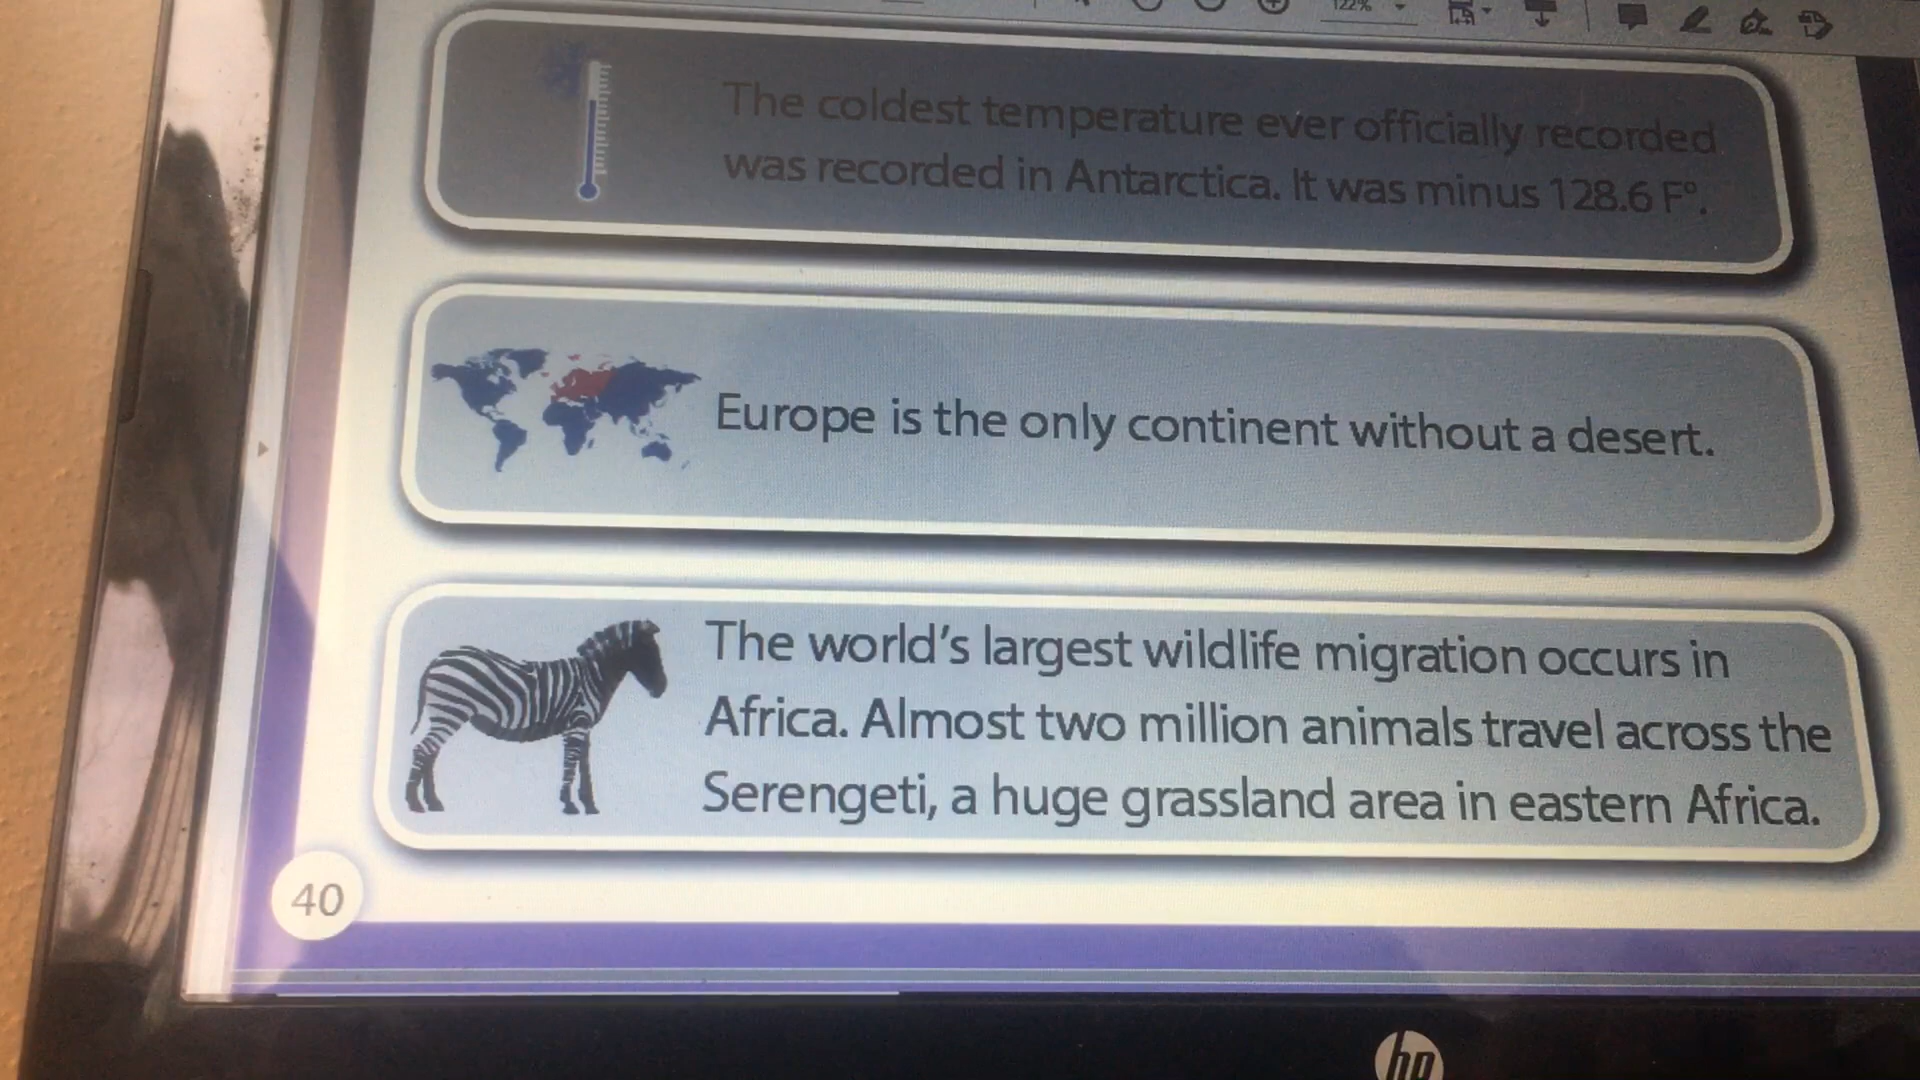 122%
The coldest temperature ever officially recorded
was recorded in Antarctica. It was minus 128.6 F°.
Europe is the only continent without a desert.
The world's largest wildlife migration occurs in
Africa. Almost two million animals travel across the
Serengeti, a huge grassland area in eastern Africa.
40
hp